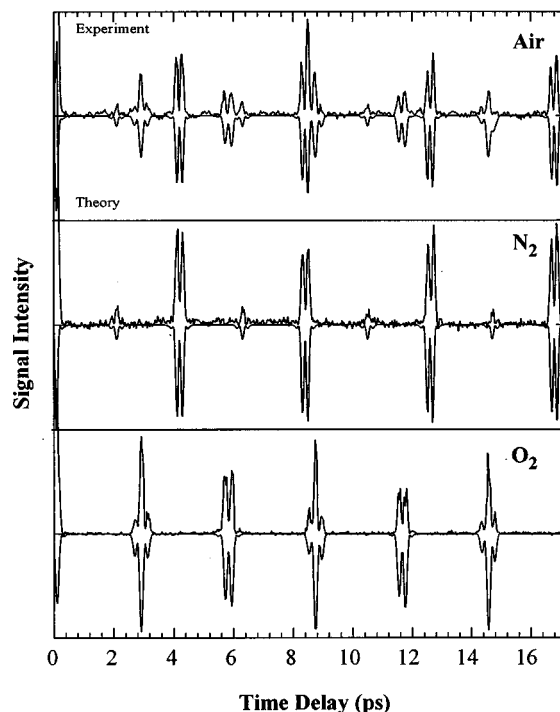 Experiment
Air
Theory
N2
Signal Intensity
O2
0 2 4 6 8 10 12 14 16
Time Delay (ps)